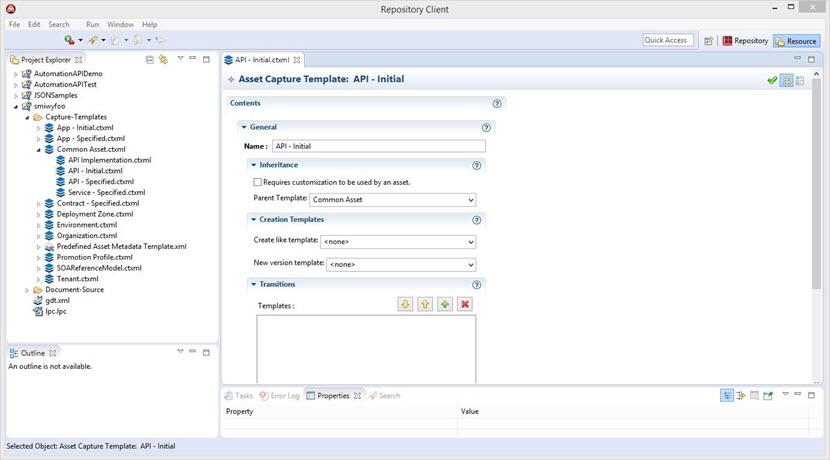 Repository Client
File Edit Search Run Window Help
Quick Access
Repository
Resource
Project Explorer
AutomationAPIDemo
AutomationAPITest
JSONSamples
smiwyfoo
Capture-Templates
App - Initial.ctxml
App - Specified.ctxml
Common Asset.ctxml
API Implementation.ctxml
API - Initial.ctxml
API - Specified.ctxml
Service - Specified.ctxml
Contract - Specified.ctxml
Deployment Zone.ctxml
Environment.ctxml
Organization.ctxml
Predefined Asset Metadata Template.xml
Promotion Profile.ctxml
SOAReferenceModel.ctxml
Tenant.ctxml
Document-Source
gdt.xml
lpc.lpc
Outline
An outline is not available.
API - Initial.ctxml
Asset Capture Template: API - Initial
Contents
General
Name : API - Initial
Inheritance
Requires customization to be used by an asset.
Parent Template: Common Asset
Creation Templates
Create like template: <none>
New version template: <none>
Transitions
Templates :
Tasks
Error Log
Properties
Search
Property Value
Selected Object: Asset Capture Template: API - Initial